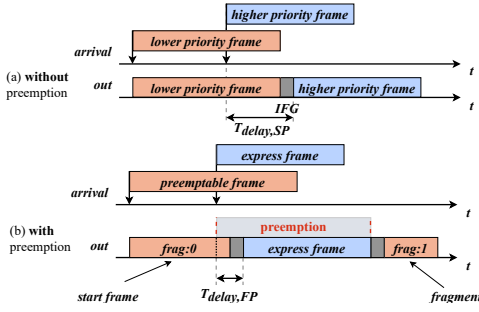 higher priority frame
lower priority frame
arrival
t
(a) without
preemption
out
lower priority frame
higher priority frame
IFG
t
T_delay,SP
express frame
preemptable frame
arrival
t
(b) with
preemption
preemption
out
frag:0
express frame
frag:1
t
start frame
T_delay,FP
fragment